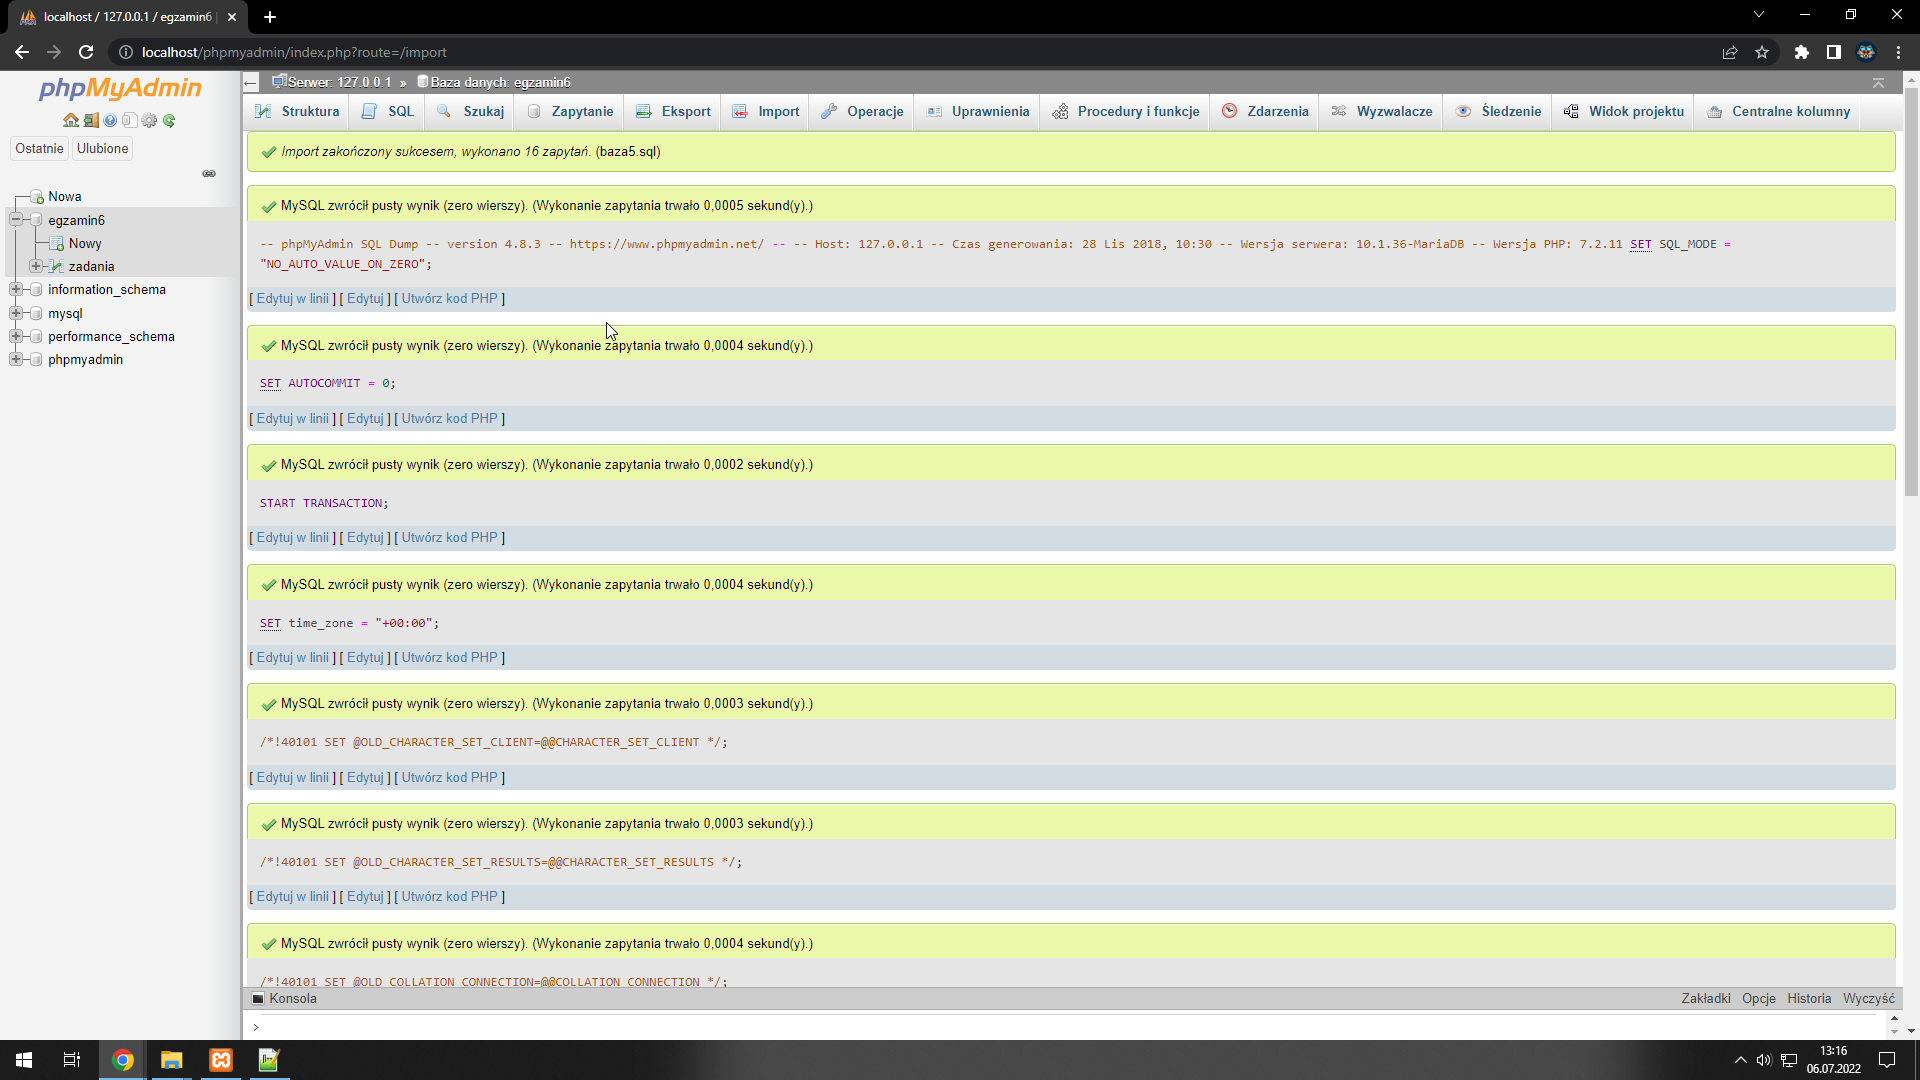 localhost / 127.0.0.1 / egzamin6
localhost/phpmyadmin/index.php?route=/import
phpMyAdmin
Ostatnie Ulubione
Nowa
egzamin6
Nowy
zadania
information_schema
mysql
performance_schema
phpmyadmin
Serwer: 127.0.0.1 » Baza danych: egzamin6
Struktura SQL Szukaj Zapytanie Eksport Import Operacje Uprawnienia Procedury i funkcje Zdarzenia Wyzwalacze Śledzenie Widok projektu Centralne kolumny
Import zakończony sukcesem, wykonano 16 zapytań. (baza5.sql)
MySQL zwrócił pusty wynik (zero wierszy). (Wykonanie zapytania trwało 0,0005 sekund(y).)
-- phpMyAdmin SQL Dump -- version 4.8.3 -- https://www.phpmyadmin.net/ -- -- Host: 127.0.0.1 -- Czas generowania: 28 Lis 2018, 10:30 -- Wersja serwera: 10.1.36-MariaDB -- Wersja PHP: 7.2.11 SET SQL_MODE =
"NO_AUTO_VALUE_ON_ZERO";
[ Edytuj w linii ] [ Edytuj ] [ Utwórz kod PHP ]
MySQL zwrócił pusty wynik (zero wierszy). (Wykonanie zapytania trwało 0,0004 sekund(y).)
SET AUTOCOMMIT = 0;
[ Edytuj w linii ] [ Edytuj ] [ Utwórz kod PHP ]
MySQL zwrócił pusty wynik (zero wierszy). (Wykonanie zapytania trwało 0,0002 sekund(y).)
START TRANSACTION;
[ Edytuj w linii ] [ Edytuj ] [ Utwórz kod PHP ]
MySQL zwrócił pusty wynik (zero wierszy). (Wykonanie zapytania trwało 0,0004 sekund(y).)
SET time_zone = "+00:00";
[ Edytuj w linii ] [ Edytuj ] [ Utwórz kod PHP ]
MySQL zwrócił pusty wynik (zero wierszy). (Wykonanie zapytania trwało 0,0003 sekund(y).)
/*!40101 SET @OLD_CHARACTER_SET_CLIENT=@@CHARACTER_SET_CLIENT */;
[ Edytuj w linii ] [ Edytuj ] [ Utwórz kod PHP ]
MySQL zwrócił pusty wynik (zero wierszy). (Wykonanie zapytania trwało 0,0003 sekund(y).)
/*!40101 SET @OLD_CHARACTER_SET_RESULTS=@@CHARACTER_SET_RESULTS */;
[ Edytuj w linii ] [ Edytuj ] [ Utwórz kod PHP ]
MySQL zwrócił pusty wynik (zero wierszy). (Wykonanie zapytania trwało 0,0004 sekund(y).)
/*!40101 SET @OLD_COLLATION_CONNECTION=@@COLLATION_CONNECTION */;
Konsola Zakładki Opcje Historia Wyczyść
>
13:16
06.07.2022